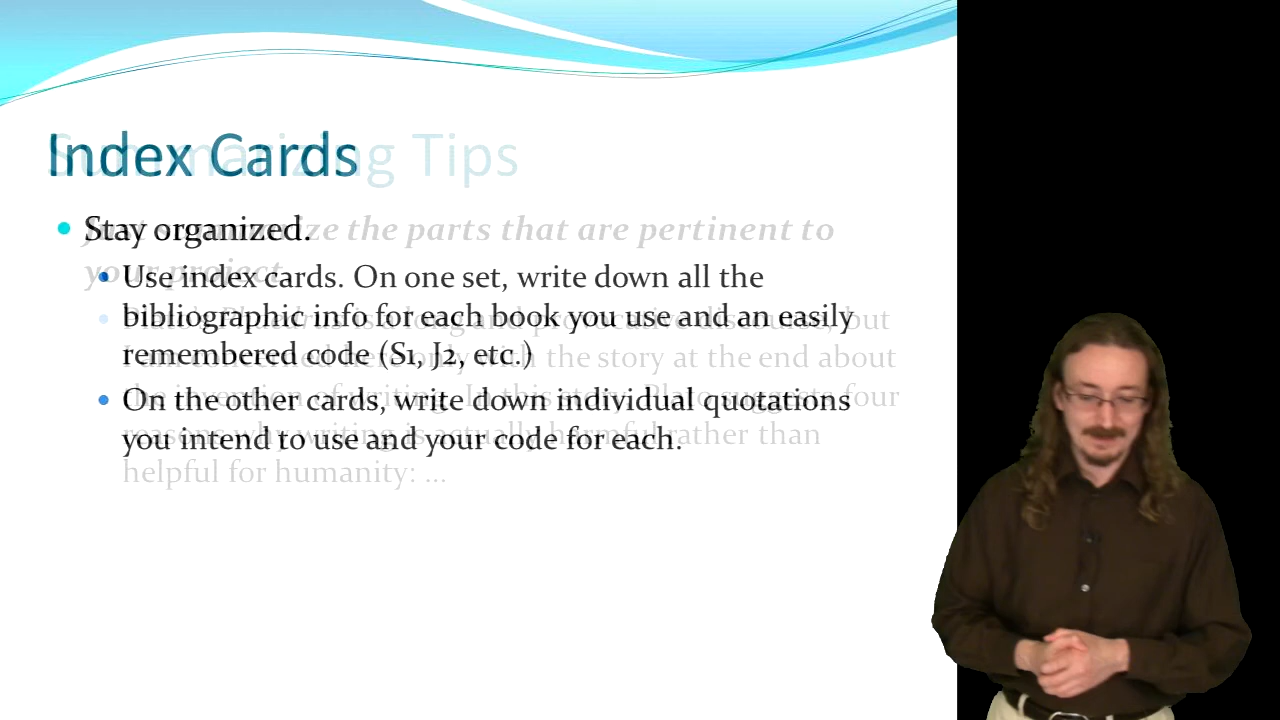 Index Cards
Summarizing Tips
Stay organized.
Use index cards. On one set, write down all the
bibliographic info for each book you use and an easily
remembered code (S1, J2, etc.)
On the other cards, write down individual quotations
you intend to use and your code for each.
the parts that are pertinent to
your project
the story at the end about
four
rather than
helpful for humanity: ...